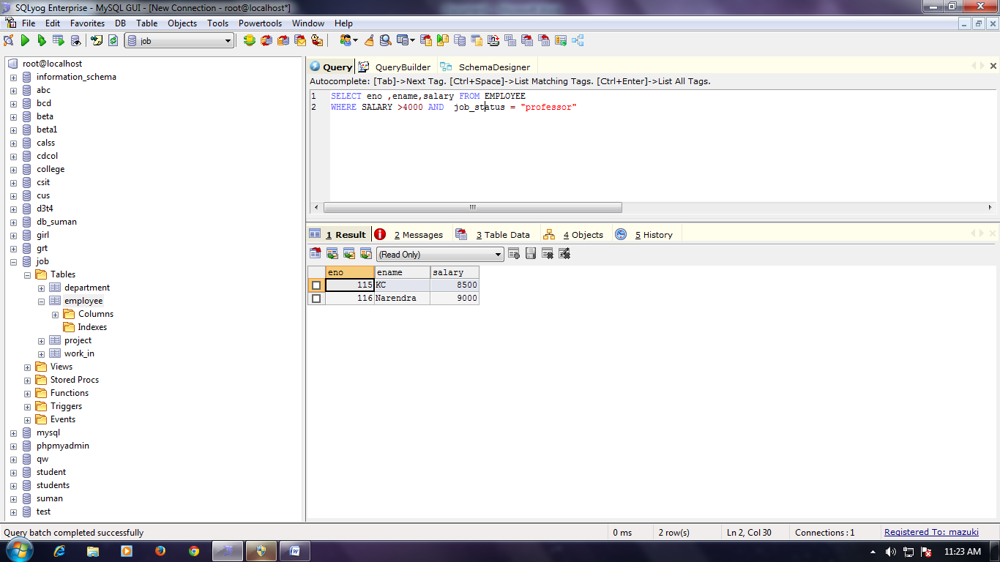 SQLyog Enterprise - MySQL GUI - [New Connection - root@localhost*]
File Edit Favorites DB Table Objects Tools Powertools Window Help
job
root@localhost
information_schema
abc
bcd
beta
beta1
calss
cdcol
college
csit
cus
d3t4
db_suman
girl
grt
job
Tables
department
employee
Columns
Indexes
project
work_in
Views
Stored Procs
Functions
Triggers
Events
mysql
phpmyadmin
qw
student
students
suman
test
Query QueryBuilder SchemaDesigner
Autocomplete: [Tab]->Next Tag. [Ctrl+Space]->List Matching Tags. [Ctrl+Enter]->List All Tags.
1 SELECT eno ,ename,salary FROM EMPLOYEE
2 WHERE SALARY >4000 AND  job_status = "professor"
1 Result 2 Messages 3 Table Data 4 Objects 5 History
(Read Only)
eno ename salary
115 KC 8500
116 Narendra 9000
Query batch completed successfully 0 ms 2 row(s) Ln 2, Col 30 Connections : 1 Registered To: mazuki
11:23 AM